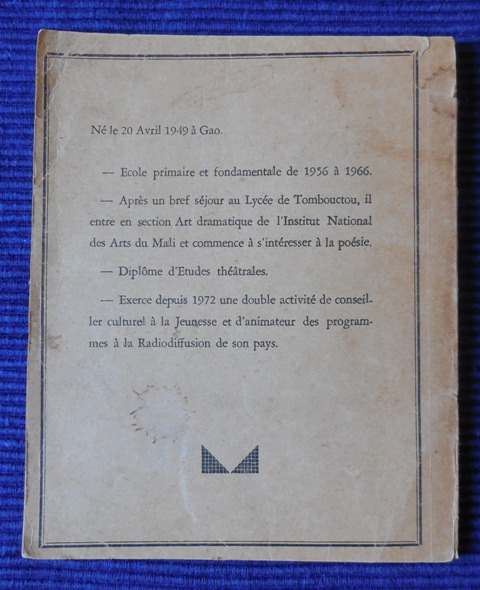 Né le 20 Avril 1949 à Gao.
— Ecole primaire et fondamentale de 1956 à 1966.
— Après un bref séjour au Lycée de Tombouctou, il
entre en section Art dramatique de l'Institut National
des Arts du Mali et commence à s'intéresser à la poésie.
— Diplôme d'Etudes théâtrales.
— Exerce depuis 1972 une double activité de conseil-
ler culturel à la Jeunesse et d'animateur des program-
mes à la Radiodiffusion de son pays.